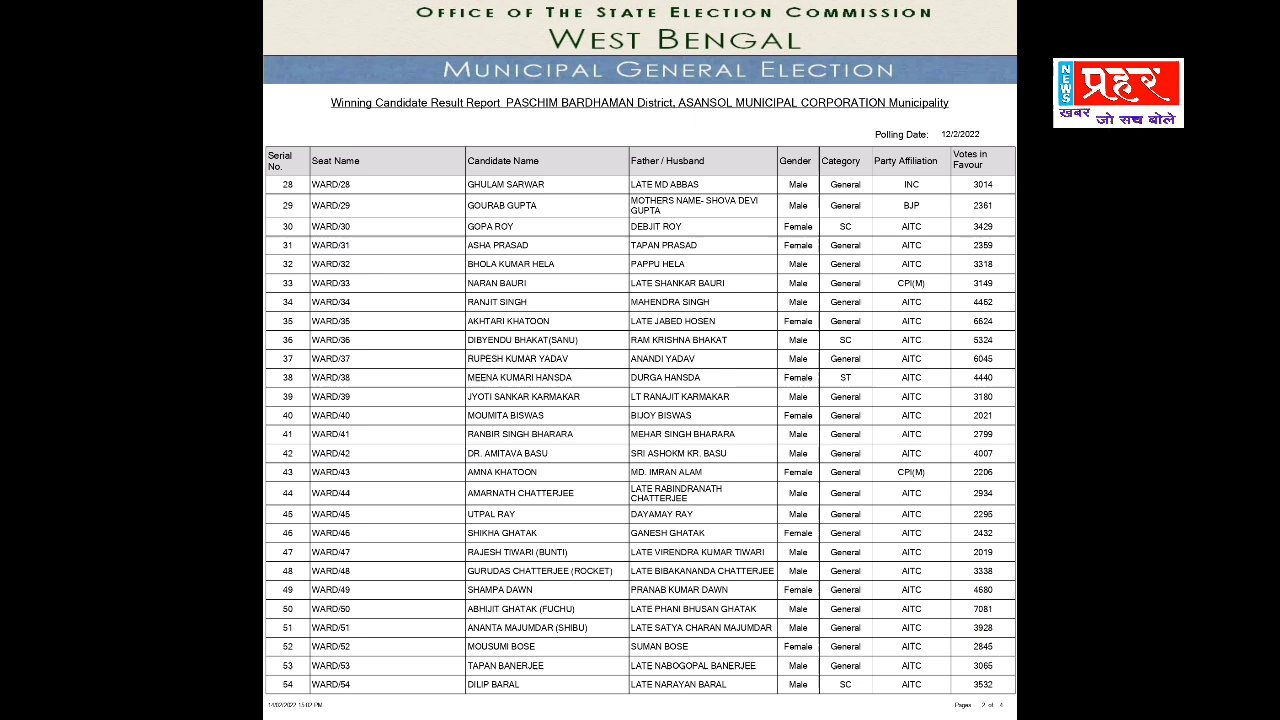 OFFICE OF THE STATE ELECTION COMMISSION
WEST BENGAL
MUNICIPAL GENERAL ELECTION
Winning Candidate Result Report PASCHIM BARDHAMAN District, ASANSOL MUNICIPAL CORPORATION Municipality
Polling Date: 12/2/2022
Serial No. Seat Name Candidate Name Father / Husband Gender Category Party Affiliation Votes in Favour
28 WARD/28 GHULAM SARWAR LATE MD ABBAS Male General INC 3014
29 WARD/29 GOURAB GUPTA MOTHERS NAME- SHOVA DEVI GUPTA Male General BJP 2361
30 WARD/30 GOPA ROY DEBJIT ROY Female SC AITC 3429
31 WARD/31 ASHA PRASAD TAPAN PRASAD Female General AITC 2359
32 WARD/32 BHOLA KUMAR HELA PAPPU HELA Male General AITC 3318
33 WARD/33 NARAN BAURI LATE SHANKAR BAURI Male General CPI(M) 3149
34 WARD/34 RANJIT SINGH MAHENDRA SINGH Male General AITC 4462
35 WARD/35 AKHTARI KHATOON LATE JABED HOSEN Female General AITC 6624
36 WARD/36 DIBYENDU BHAKAT(SANU) RAM KRISHNA BHAKAT Male SC AITC 5324
37 WARD/37 RUPESH KUMAR YADAV ANANDI YADAV Male General AITC 6045
38 WARD/38 MEENA KUMARI HANSDA DURGA HANSDA Female ST AITC 4440
39 WARD/39 JYOTI SANKAR KARMAKAR LT RANAJIT KARMAKAR Male General AITC 3180
40 WARD/40 MOUMITA BISWAS BIJOY BISWAS Female General AITC 2021
41 WARD/41 RANBIR SINGH BHARARA MEHAR SINGH BHARARA Male General AITC 2799
42 WARD/42 DR. AMITAVA BASU SRI ASHOKM KR. BASU Male General AITC 4007
43 WARD/43 AMNA KHATOON MD. IMRAN ALAM Female General CPI(M) 2206
44 WARD/44 AMARNATH CHATTERJEE LATE RABINDRANATH CHATTERJEE Male General AITC 2934
45 WARD/45 UTPAL RAY DAYAMAY RAY Male General AITC 2295
46 WARD/46 SHIKHA GHATAK GANESH GHATAK Female General AITC 2432
47 WARD/47 RAJESH TIWARI (BUNTI) LATE VIRENDRA KUMAR TIWARI Male General AITC 2019
48 WARD/48 GURUDAS CHATTERJEE (ROCKET) LATE BIBAKANANDA CHATTERJEE Male General AITC 3338
49 WARD/49 SHAMPA DAWN PRANAB KUMAR DAWN Female General AITC 4680
50 WARD/50 ABHIJIT GHATAK (FUCHU) LATE PHANI BHUSAN GHATAK Male General AITC 7081
51 WARD/51 ANANTA MAJUMDAR (SHIBU) LATE SATYA CHARAN MAJUMDAR Male General AITC 3928
52 WARD/52 MOUSUMI BOSE SUMAN BOSE Female General AITC 2845
53 WARD/53 TAPAN BANERJEE LATE NABOGOPAL BANERJEE Male General AITC 3065
54 WARD/54 DILIP BARAL LATE NARAYAN BARAL Male SC AITC 3532
14/02/2022 15:02 PM Pages 2 of 4
NEWS प्रहर
ख़बर जो सच बोले